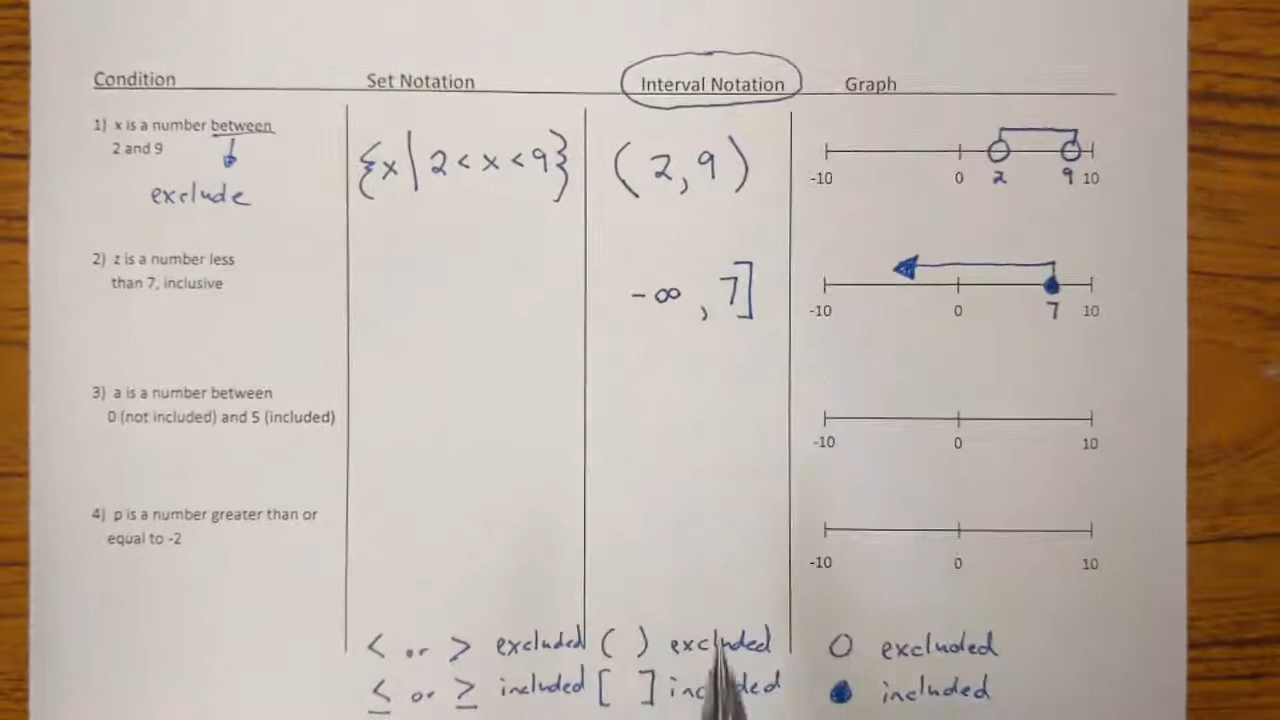 Condition Set Notation Interval Notation Graph
1) x is a number between
2 and 9
exclude
{x | 2 < x < 9}
(2, 9)
-10 0 2 9 10
2) z is a number less
than 7, inclusive
-∞, 7]
-10 0 7 10
3) a is a number between
0 (not included) and 5 (included)
-10 0 10
4) p is a number greater than or
equal to -2
-10 0 10
< or > excluded ( ) excluded ○ excluded
≤ or ≥ included [ ] included ● included